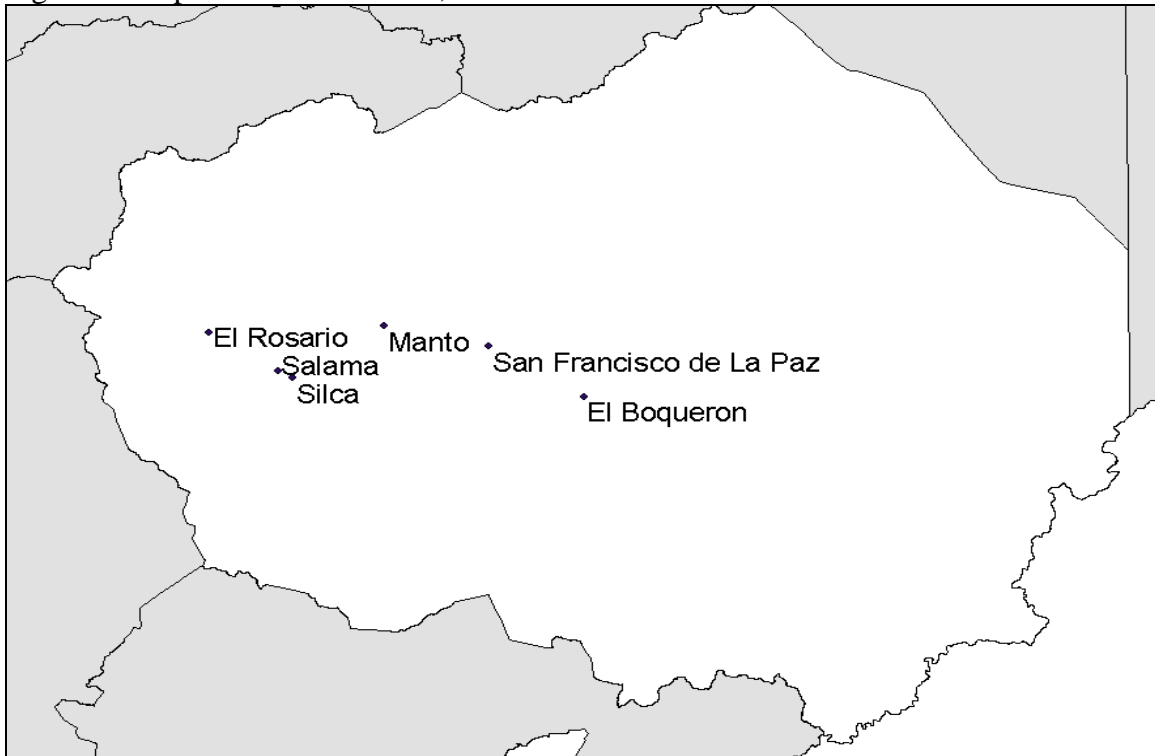 El Rosario
Manto
San Francisco de La Paz
Salama
Silca
El Boqueron